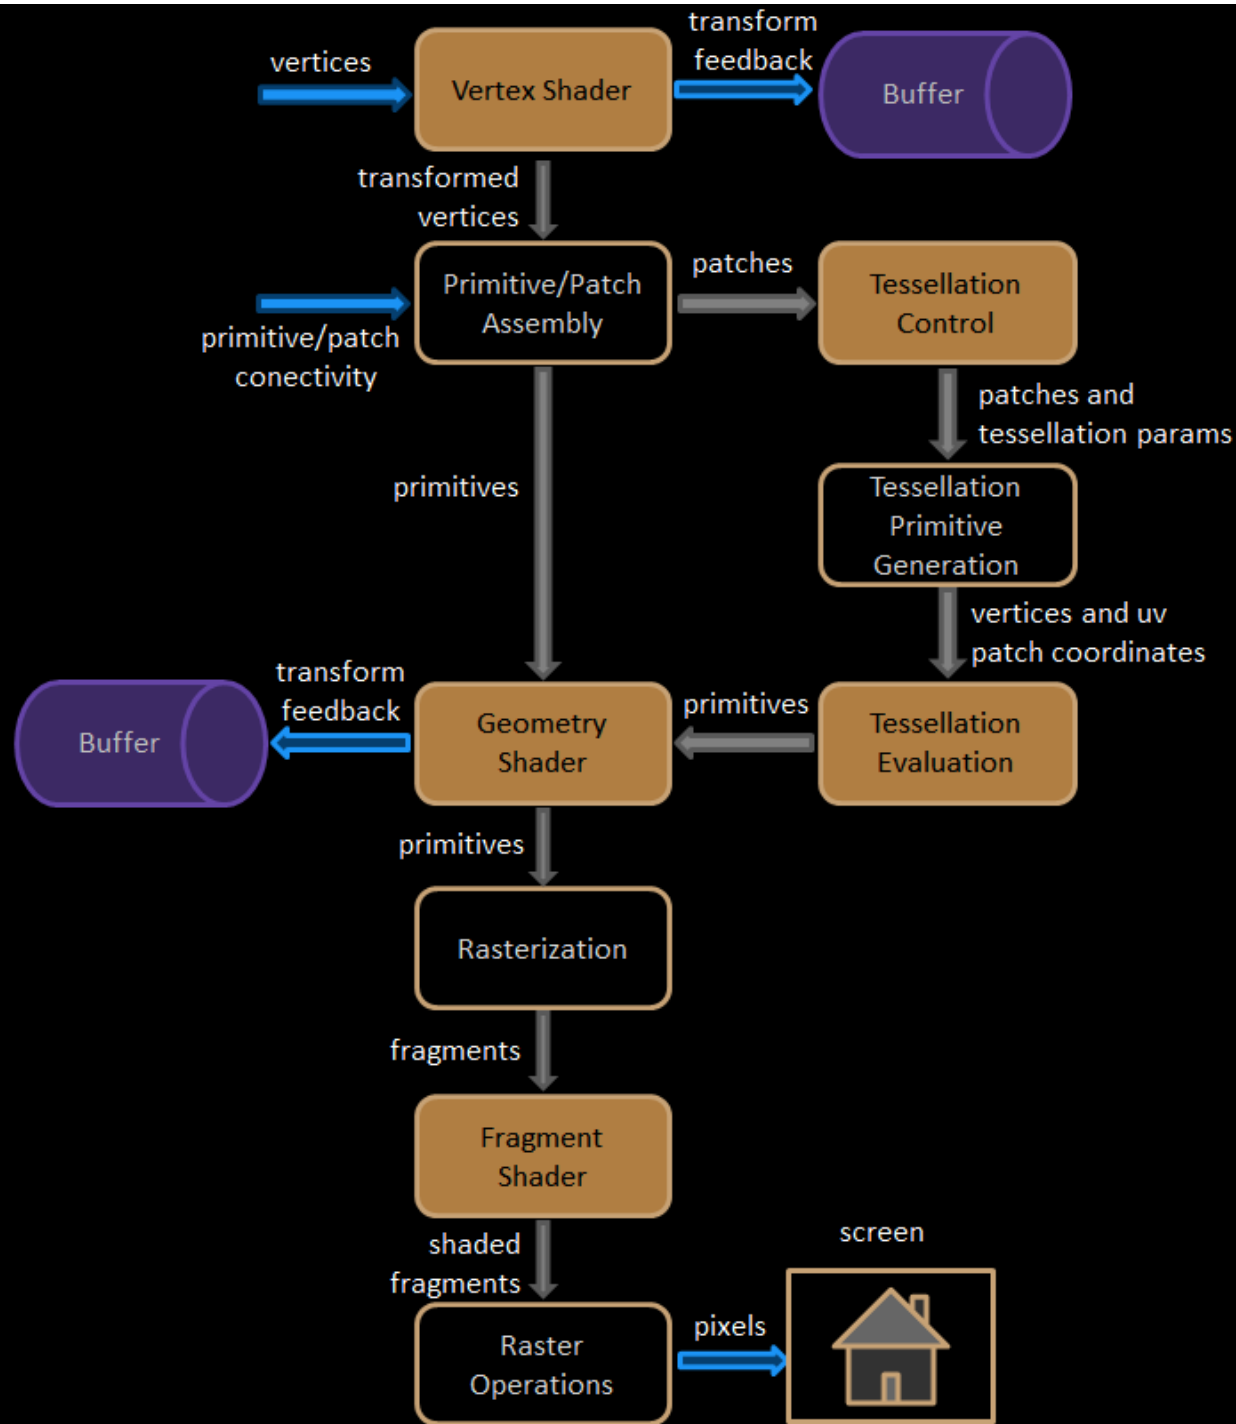 vertices
Vertex Shader
transform
feedback
Buffer
transformed
vertices
primitive/patch
conectivity
Primitive/Patch
Assembly
patches
Tessellation
Control
patches and
tessellation params
primitives
Tessellation
Primitive
Generation
vertices and uv
patch coordinates
Buffer
transform
feedback
Geometry
Shader
primitives
Tessellation
Evaluation
primitives
Rasterization
fragments
Fragment
Shader
shaded
fragments
Raster
Operations
pixels
screen